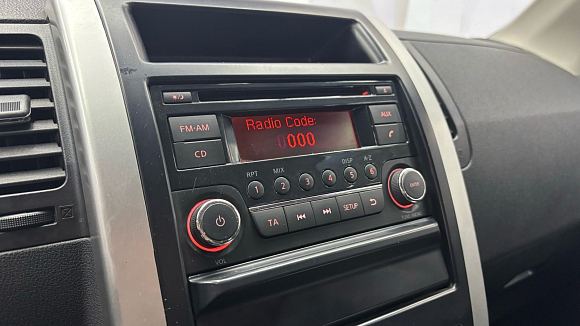 Radio Code:
0000
FM·AM
AUX
CD
RPT
MIX
DISP
A-Z
1
2
3
4
5
6
ENTER
TA
SETUP
VOL